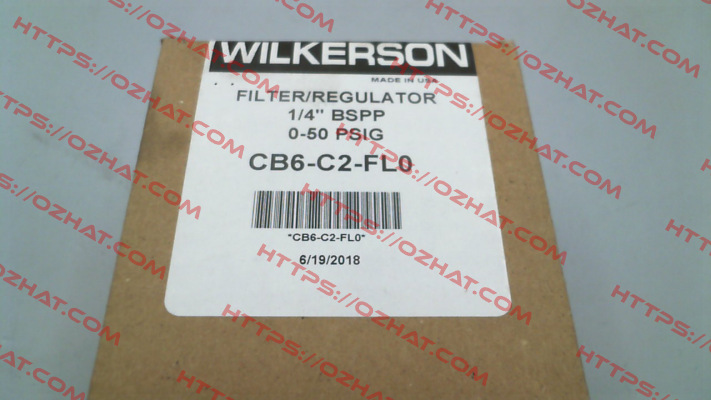 WILKERSON
MADE IN USA
FILTER/REGULATOR
1/4" BSPP
0-50 PSIG
CB6-C2-FL0
"CB6-C2-FL0"
6/19/2018
HTTPS://OZHAT.COM